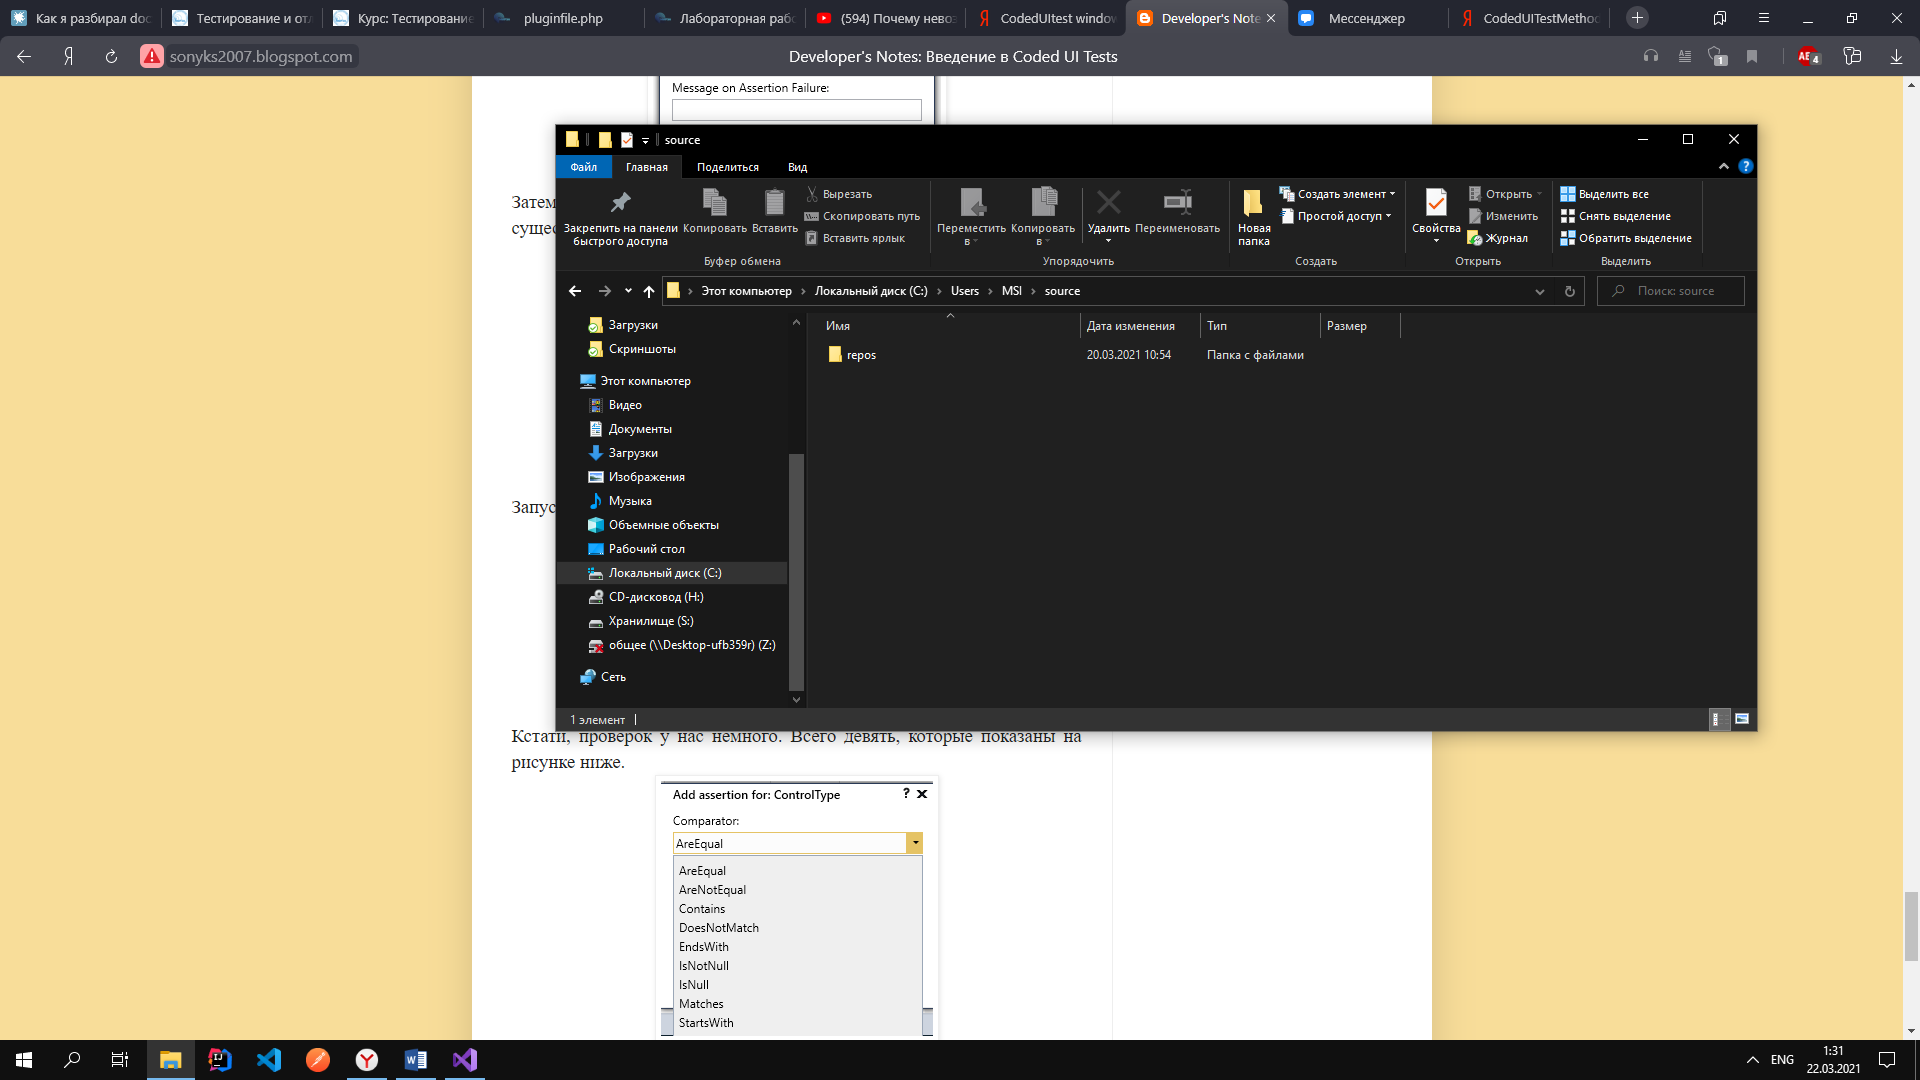 Как я разбирал doc
Тестирование и отл
Курс: Тестирование
pluginfile.php
Лабораторная рабо
(594) Почему невоз
CodedUItest window
Developer's Note
Мессенджер
CodedUITestMethod
sonyks2007.blogspot.com
Developer's Notes: Введение в Coded UI Tests
1
4
Message on Assertion Failure:
source
Файл
Главная
Поделиться
Вид
Закрепить на панели
быстрого доступа
Копировать
Вставить
Вырезать
Скопировать путь
Вставить ярлык
Буфер обмена
Переместить
в
Копировать
в
Удалить
Переименовать
Упорядочить
Новая
папка
Создать элемент
Простой доступ
Создать
Свойства
Открыть
Изменить
Журнал
Открыть
Выделить все
Снять выделение
Обратить выделение
Выделить
Этот компьютер
Локальный диск (C:)
Users
MSI
source
Поиск: source
Загрузки
Скриншоты
Этот компьютер
Видео
Документы
Загрузки
Изображения
Музыка
Объемные объекты
Рабочий стол
Локальный диск (C:)
CD-дисковод (H:)
Хранилище (S:)
общее (\\Desktop-ufb359r) (Z:)
Сеть
Имя
Дата изменения
Тип
Размер
repos
20.03.2021 10:54
Папка с файлами
1 элемент
Затем
сущес
Запус
Кстати, проверок у нас немного. Всего девять, которые показаны на
рисунке ниже.
Add assertion for: ControlType
?
Comparator:
AreEqual
AreEqual
AreNotEqual
Contains
DoesNotMatch
EndsWith
IsNotNull
IsNull
Matches
StartsWith
ENG
1:31
22.03.2021